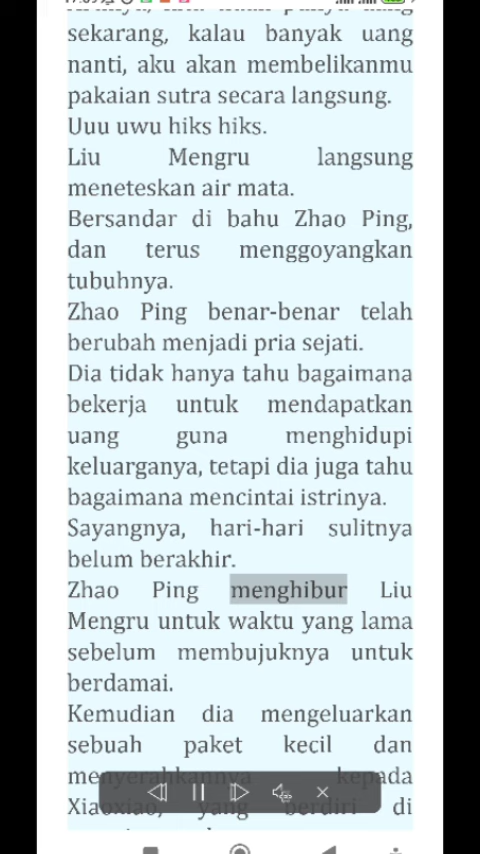 sekarang, kalau banyak uang
nanti, aku akan membelikanmu
pakaian sutra secara langsung.
Uuu uwu hiks hiks.
Liu Mengru langsung
meneteskan air mata.
Bersandar di bahu Zhao Ping,
dan terus menggoyangkan
tubuhnya.
Zhao Ping benar-benar telah
berubah menjadi pria sejati.
Dia tidak hanya tahu bagaimana
bekerja untuk mendapatkan
uang guna menghidupi
keluarganya, tetapi dia juga tahu
bagaimana mencintai istrinya.
Sayangnya, hari-hari sulitnya
belum berakhir.
Zhao Ping menghibur Liu
Mengru untuk waktu yang lama
sebelum membujuknya untuk
berdamai.
Kemudian dia mengeluarkan
sebuah paket kecil dan
menyerahkannya kepada
Xiaoxiao, yang berdiri di